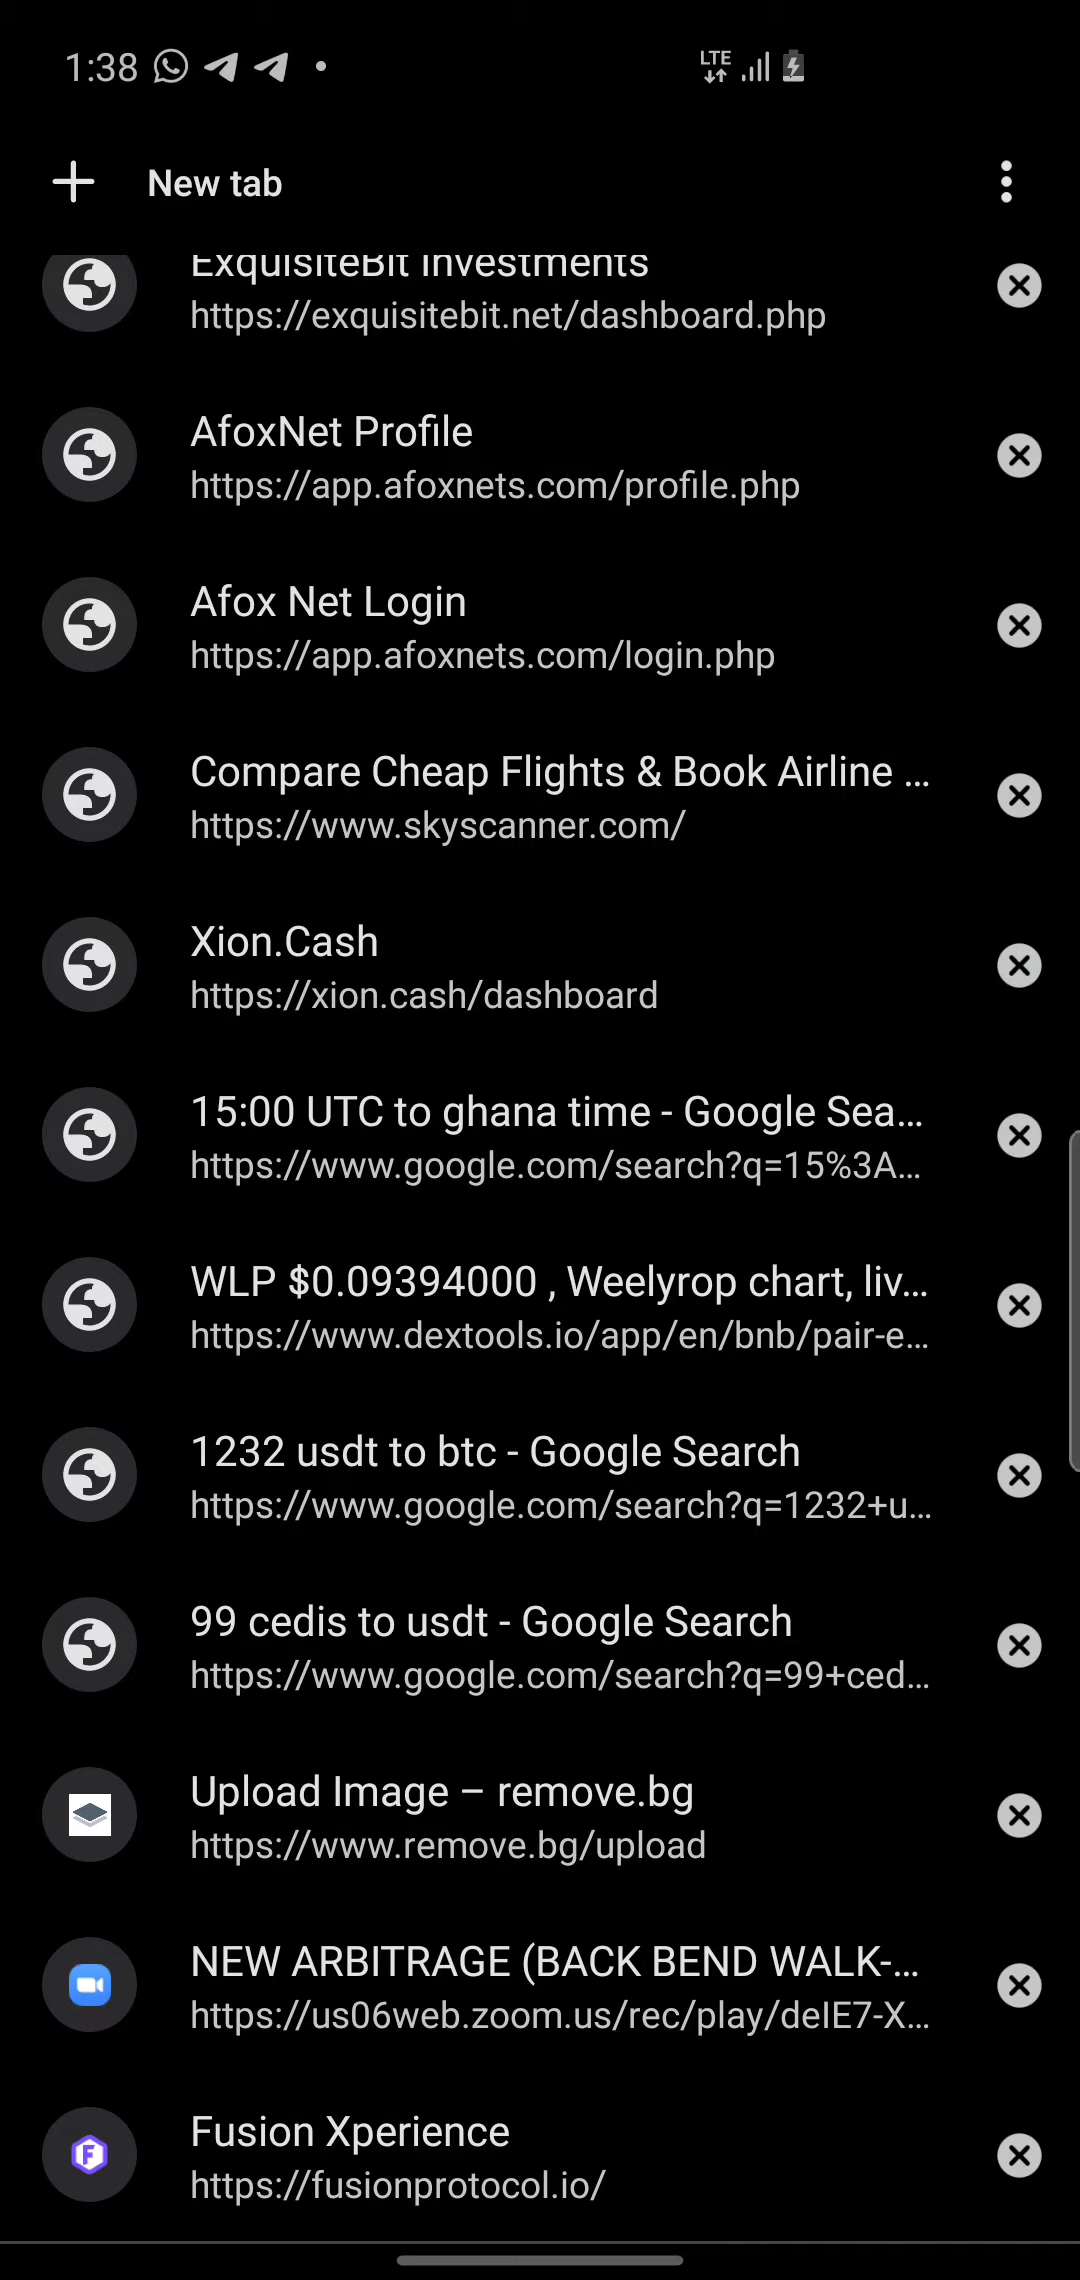 1:38
LTE
New tab
ExquisiteBit Investments
https://exquisitebit.net/dashboard.php
AfoxNet Profile
https://app.afoxnets.com/profile.php
Afox Net Login
https://app.afoxnets.com/login.php
Compare Cheap Flights & Book Airline ...
https://www.skyscanner.com/
Xion.Cash
https://xion.cash/dashboard
15:00 UTC to ghana time - Google Sea...
https://www.google.com/search?q=15%3A...
WLP $0.09394000 , Weelyrop chart, liv...
https://www.dextools.io/app/en/bnb/pair-e...
1232 usdt to btc - Google Search
https://www.google.com/search?q=1232+u...
99 cedis to usdt - Google Search
https://www.google.com/search?q=99+ced...
Upload Image – remove.bg
https://www.remove.bg/upload
NEW ARBITRAGE (BACK BEND WALK-...
https://us06web.zoom.us/rec/play/deIE7-X...
Fusion Xperience
https://fusionprotocol.io/